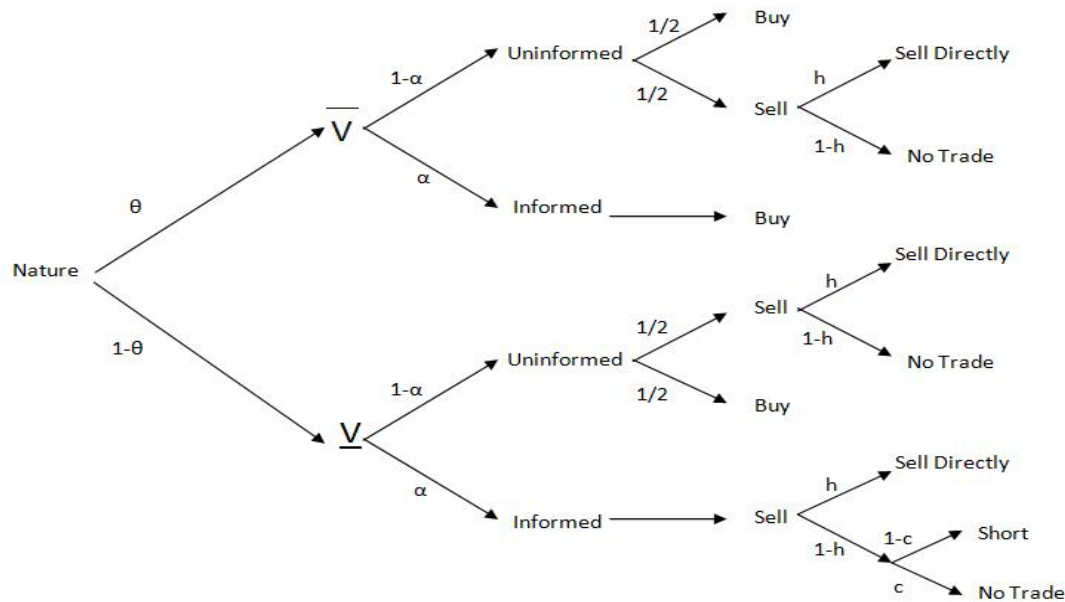 Buy
1/2
Uninformed
Sell Directly
1-α
1/2
h
V
Sell
1-h
No Trade
α
θ
Informed
Buy
Nature
Sell Directly
h
1-θ
1/2
Sell
1-h
Uninformed
No Trade
1-α
1/2
Buy
V
Sell Directly
α
h
Informed
Sell
1-c
Short
1-h
c
No Trade